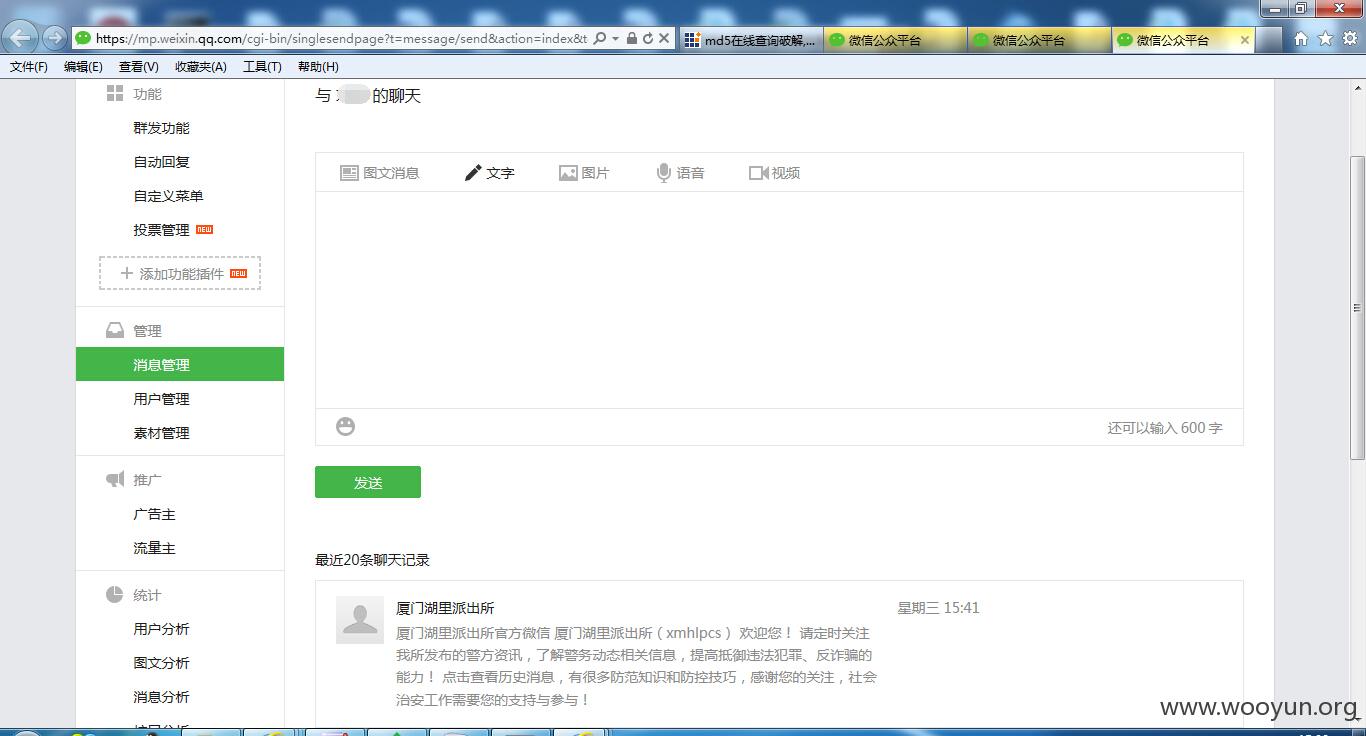 https://mp.weixin.qq.com/cgi-bin/singlesendpage?t=message/send&action=index&t
md5在线查询破解,...
微信公众平台
微信公众平台
微信公众平台
文件(F) 编辑(E) 查看(V) 收藏夹(A) 工具(T) 帮助(H)
功能
群发功能
自动回复
自定义菜单
投票管理 NEW
添加功能插件 NEW
管理
消息管理
用户管理
素材管理
推广
广告主
流量主
统计
用户分析
图文分析
消息分析
与 的聊天
图文消息 文字 图片 语音 视频
还可以输入 600 字
发送
最近20条聊天记录
厦门湖里派出所 星期三 15:41
厦门湖里派出所官方微信 厦门湖里派出所（xmhlpcs） 欢迎您！ 请定时关注
我所发布的警方资讯，了解警务动态相关信息，提高抵御违法犯罪、反诈骗的
能力！ 点击查看历史消息，有很多防范知识和防控技巧，感谢您的关注，社会
治安工作需要您的支持与参与！
www.wooyun.org